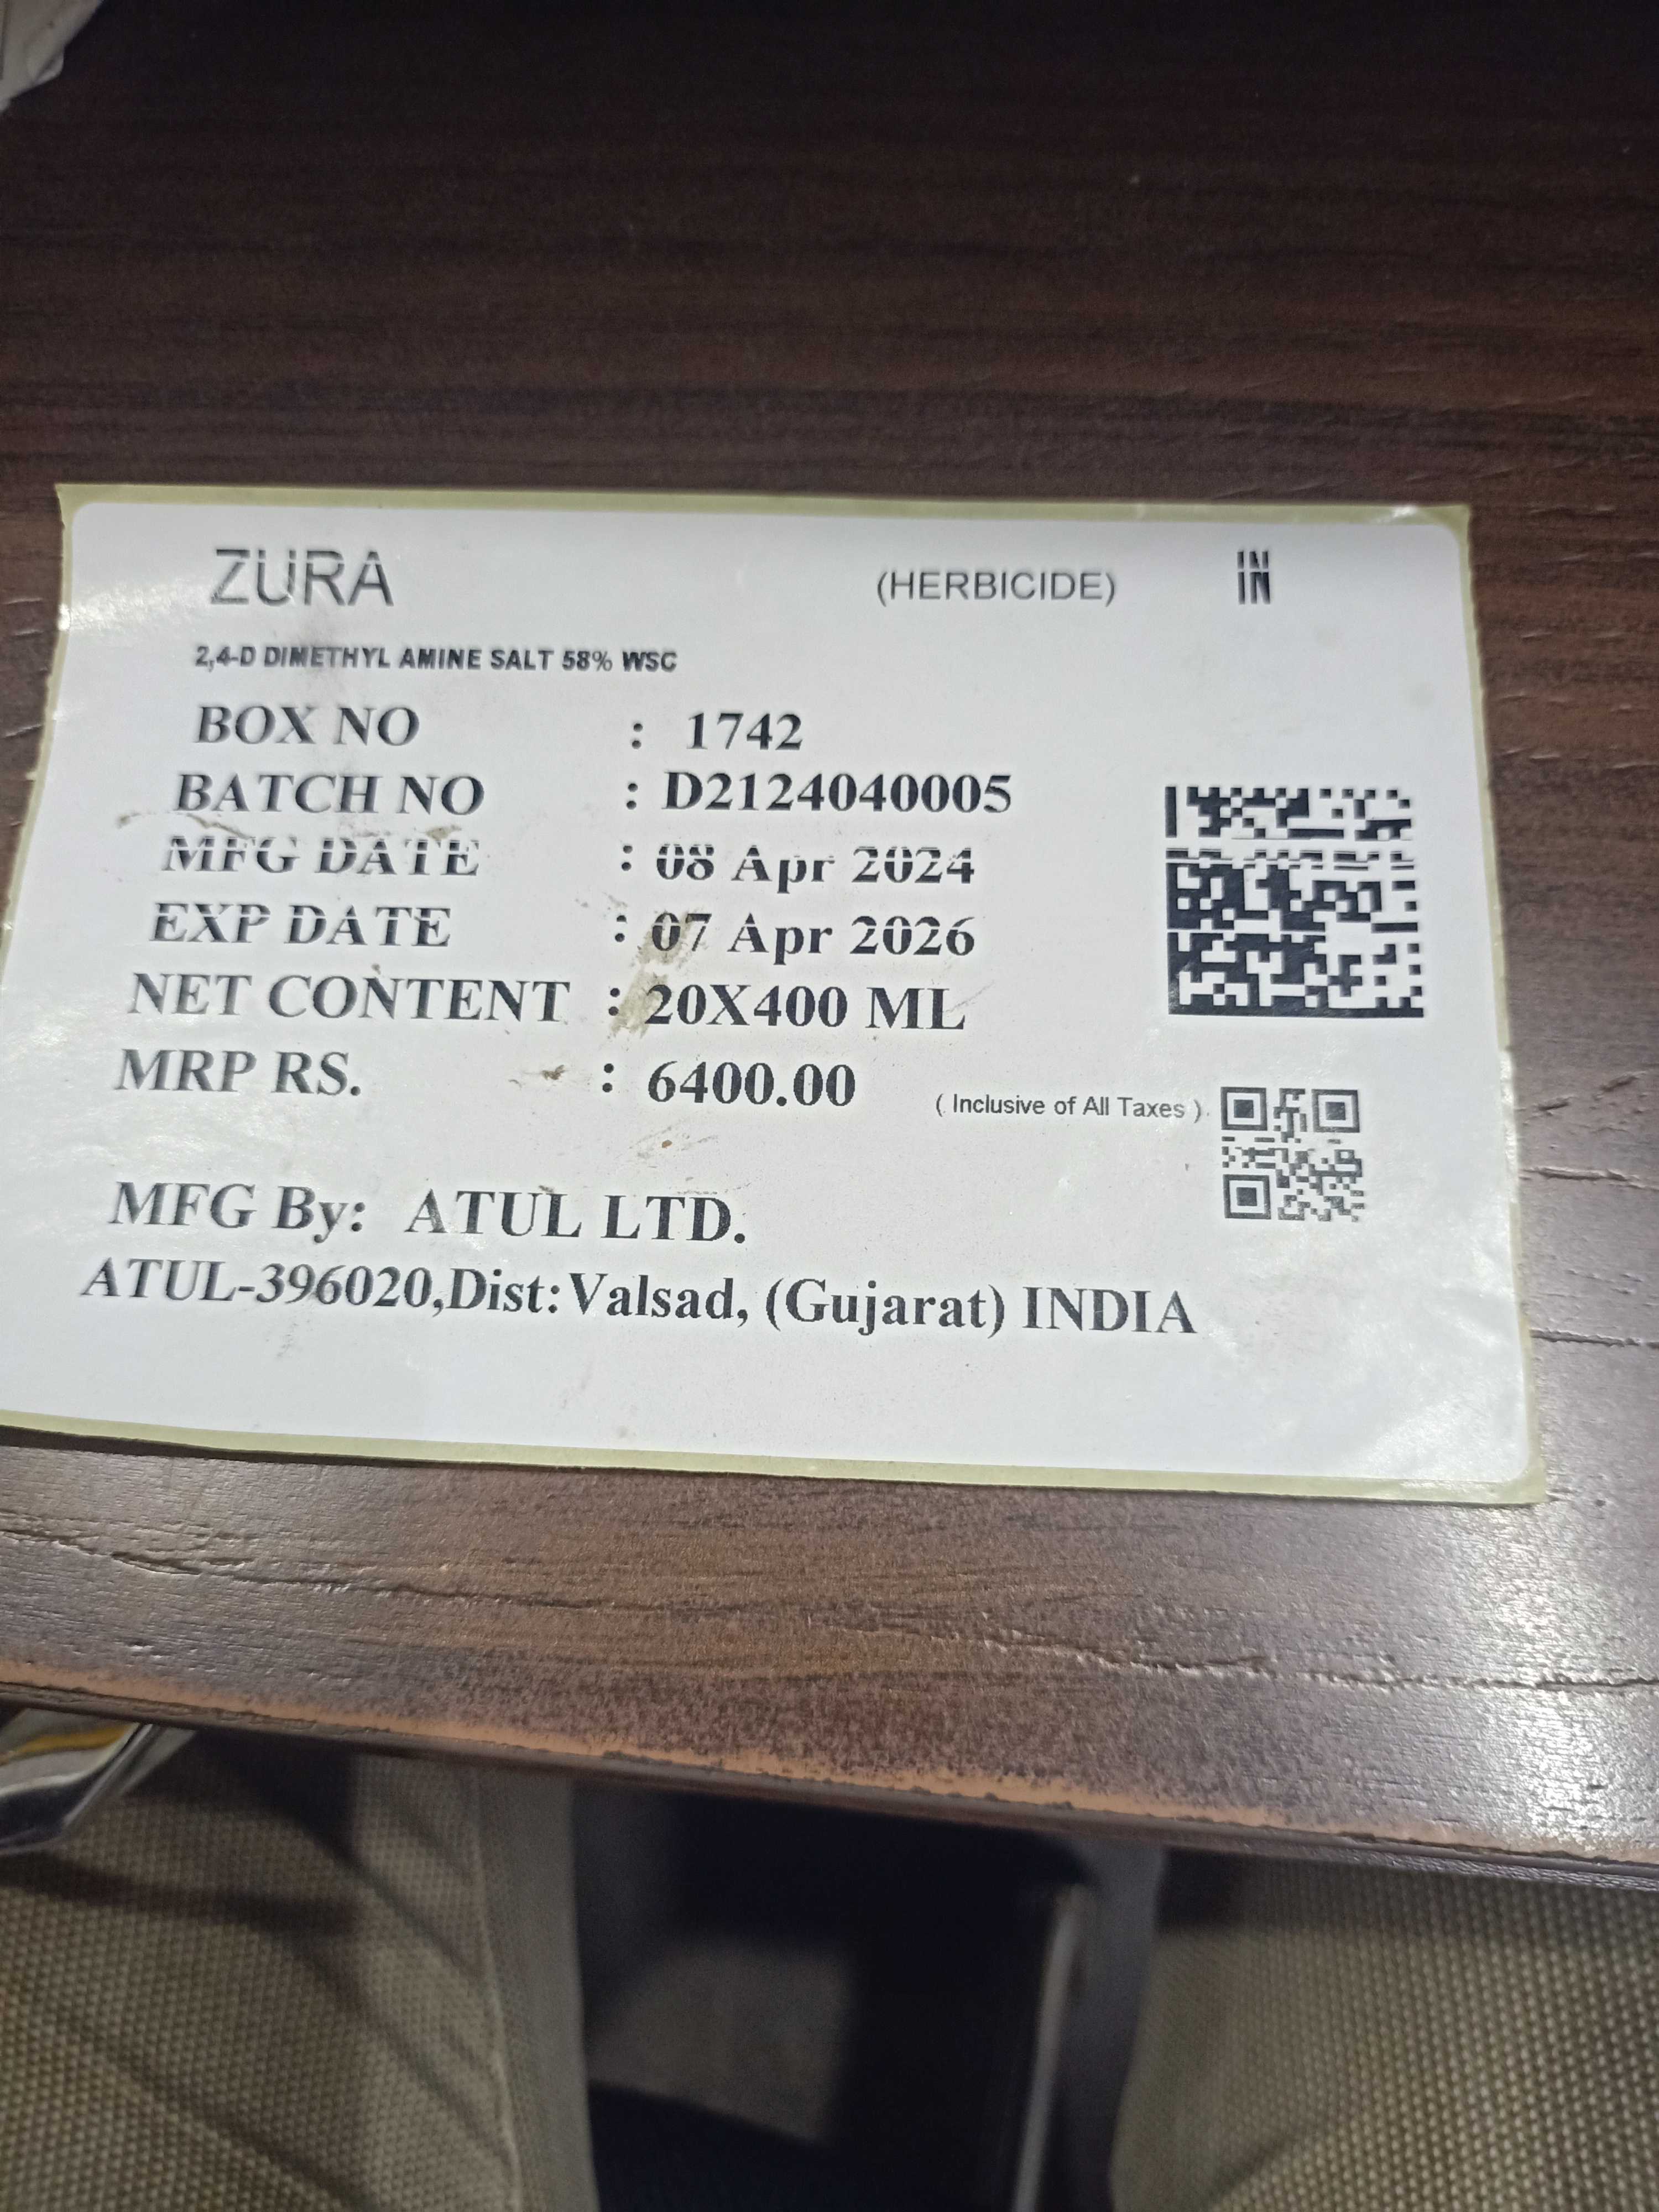 ZURA (HERBICIDE) IN
2,4-D DIMETHYL AMINE SALT 58% WSC
BOX NO : 1742
BATCH NO : D2124040005
MFG DATE : 08 Apr 2024
EXP DATE : 07 Apr 2026
NET CONTENT : 20X400 ML
MRP RS. : 6400.00 ( Inclusive of All Taxes )
MFG By: ATUL LTD.
ATUL-396020,Dist:Valsad, (Gujarat) INDIA